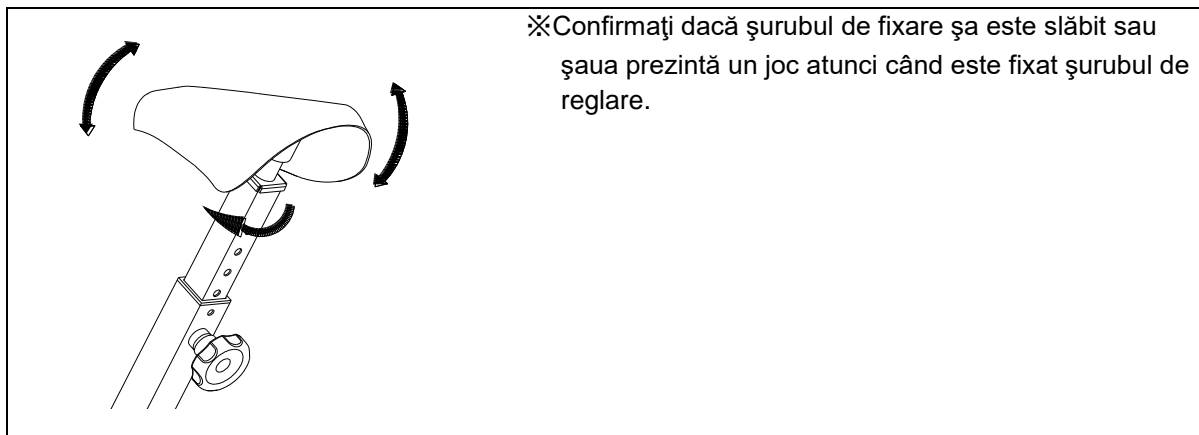 ※Confirmaţi dacă şurubul de fixare şa este slăbit sau
şaua prezintă un joc atunci când este fixat şurubul de
reglare.